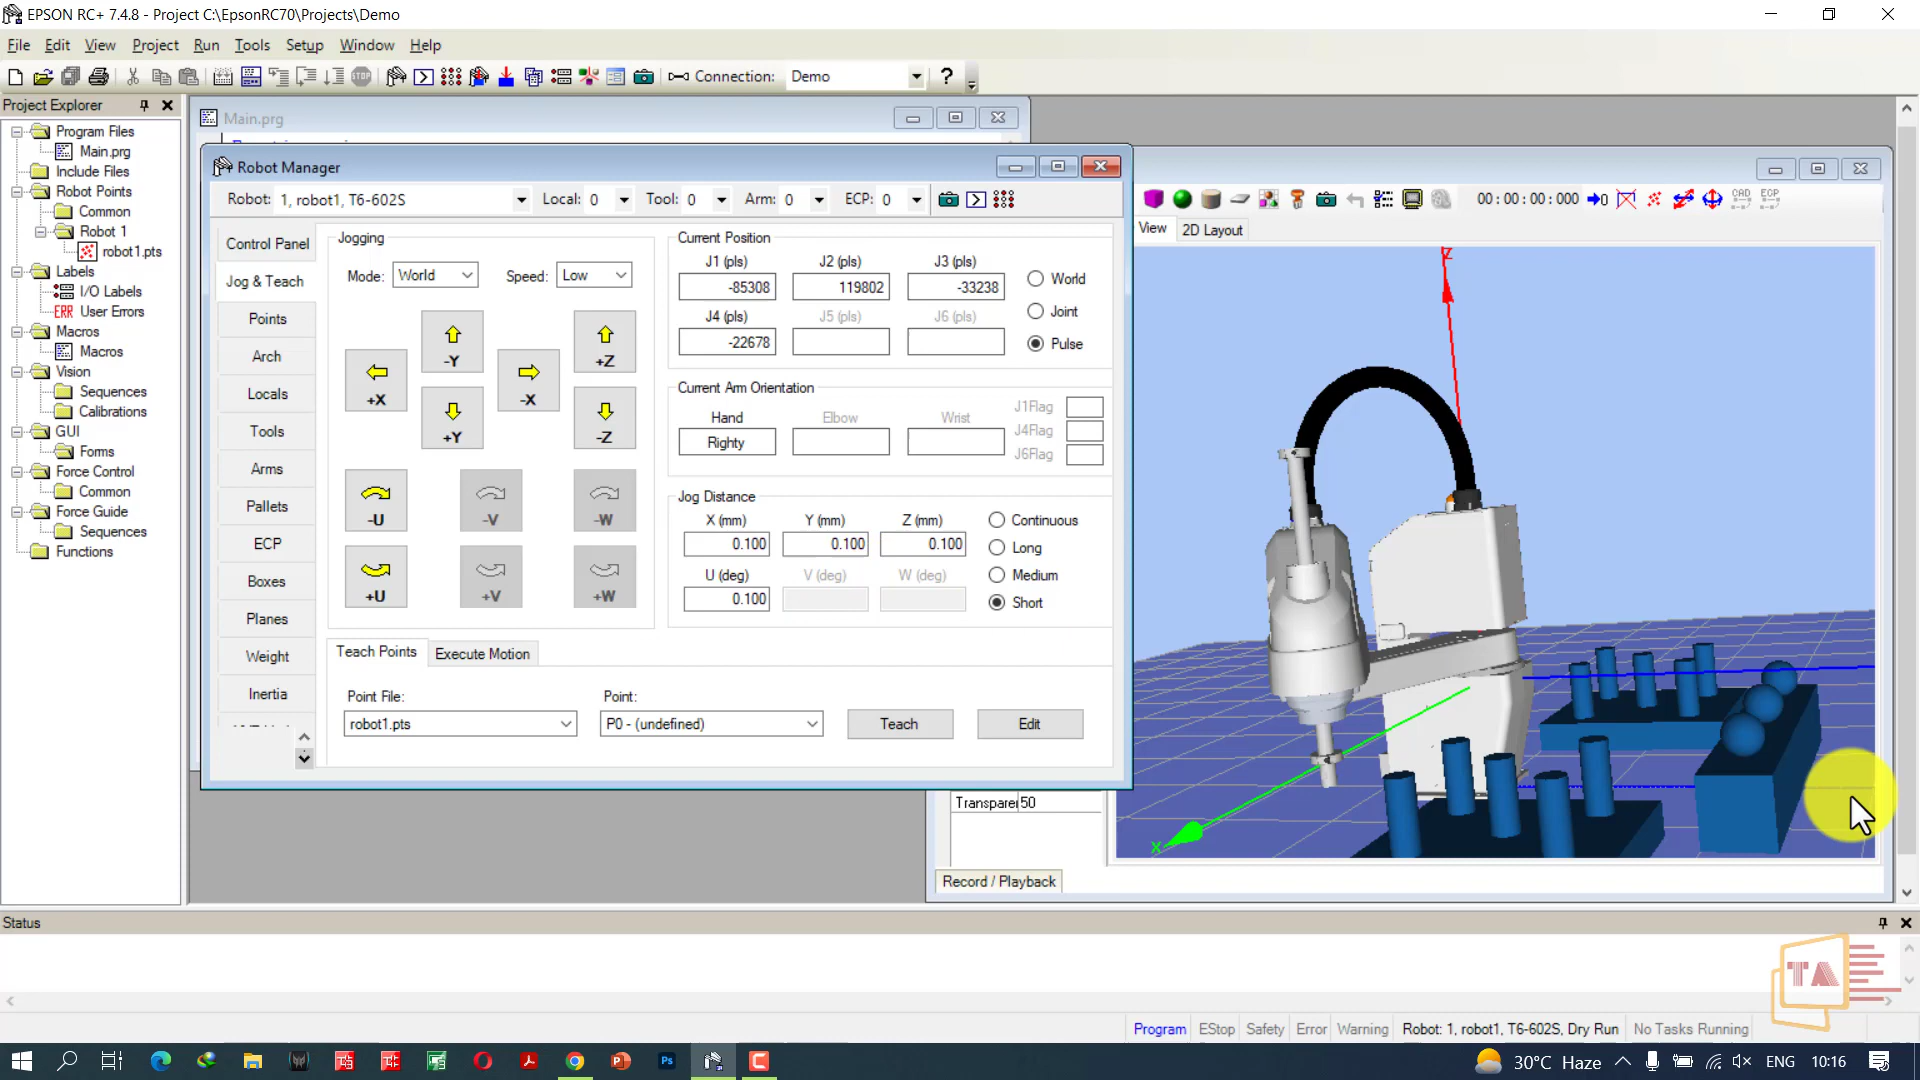 EPSON RC+ 7.4.8 - Project C:\EpsonRC70\Projects\Demo
File Edit View Project Run Tools Setup Window Help
Connection: Demo ?
Project Explorer
Program Files
Main.prg
Include Files
Robot Points
Common
Robot 1
robot1.pts
Labels
I/O Labels
ERR User Errors
Macros
Macros
Vision
Sequences
Calibrations
GUI
Forms
Force Control
Common
Force Guide
Sequences
Functions
Main.prg
Robot Manager
Robot: 1, robot1, T6-602S Local: 0 Tool: 0 Arm: 0 ECP: 0
Control Panel
Jog & Teach
Points
Arch
Locals
Tools
Arms
Pallets
ECP
Boxes
Planes
Weight
Inertia
Jogging
Mode: World Speed: Low
-Y +Z
+X -X
+Y -Z
-U -V -W
+U +V +W
Current Position
J1 (pls) J2 (pls) J3 (pls)
-85308 119802 -33238
J4 (pls) J5 (pls) J6 (pls)
-22678
World
Joint
Pulse
Current Arm Orientation
Hand Elbow Wrist
Righty
J1Flag
J4Flag
J6Flag
Jog Distance
X (mm) Y (mm) Z (mm)
0.100 0.100 0.100
U (deg) V (deg) W (deg)
0.100
Continuous
Long
Medium
Short
Teach Points Execute Motion
Point File: Point:
robot1.pts P0 - (undefined) Teach Edit
00:00:00:000
CAD ECP
View 2D Layout
Z
X
Transparei 50
Record / Playback
Status
TA
Program EStop Safety Error Warning Robot: 1, robot1, T6-602S, Dry Run No Tasks Running
30°C Haze ENG 10:16